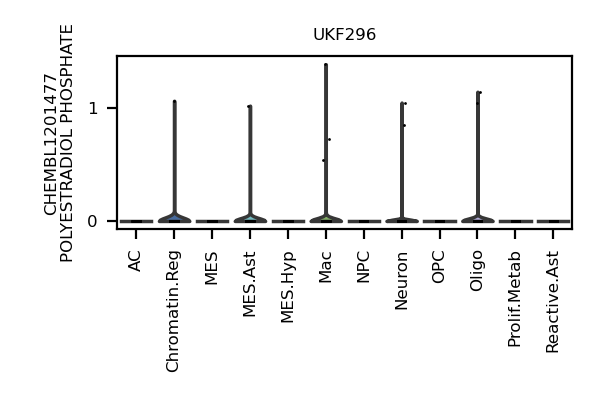 UKF296
CHEMBL1201477
POLYESTRADIOL PHOSPHATE
1
0
AC
Chromatin.Reg
MES
MES.Ast
MES.Hyp
Mac
NPC
Neuron
OPC
Oligo
Prolif.Metab
Reactive.Ast